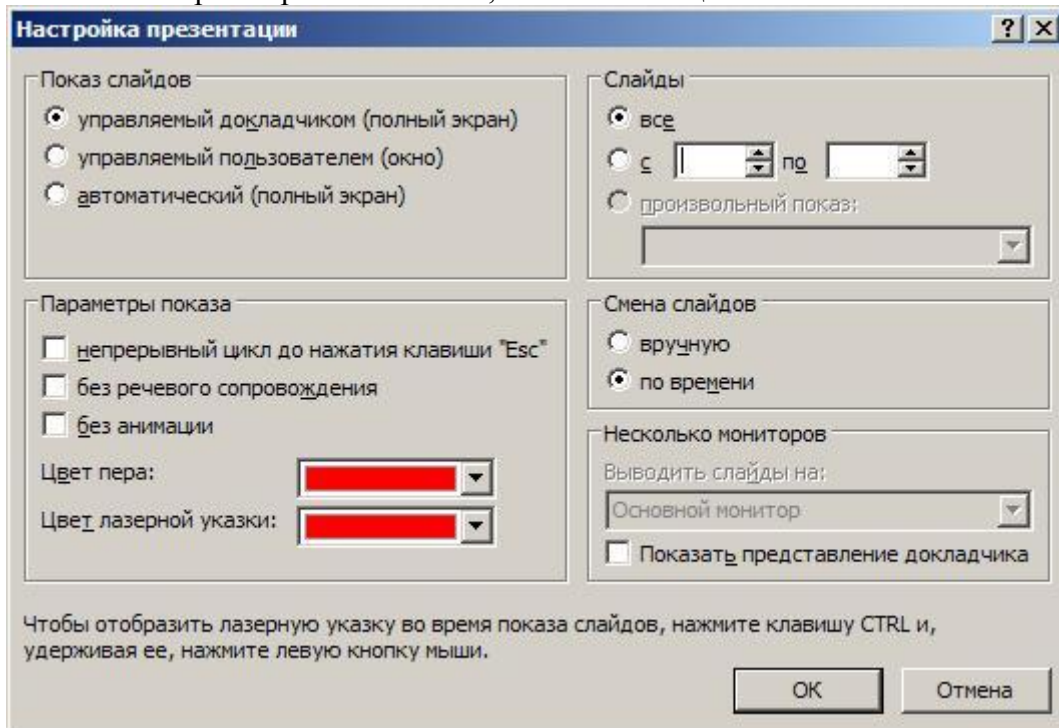 Настройка презентации
Показ слайдов
управляемый докладчиком (полный экран)
управляемый пользователем (окно)
автоматический (полный экран)
Слайды
все
с по
произвольный показ:
Параметры показа
непрерывный цикл до нажатия клавиши "Esc"
без речевого сопровождения
без анимации
Цвет пера:
Цвет лазерной указки:
Смена слайдов
вручную
по времени
Несколько мониторов
Выводить слайды на:
Основной монитор
Показать представление докладчика
Чтобы отобразить лазерную указку во время показа слайдов, нажмите клавишу CTRL и,
удерживая ее, нажмите левую кнопку мыши.
ОК Отмена